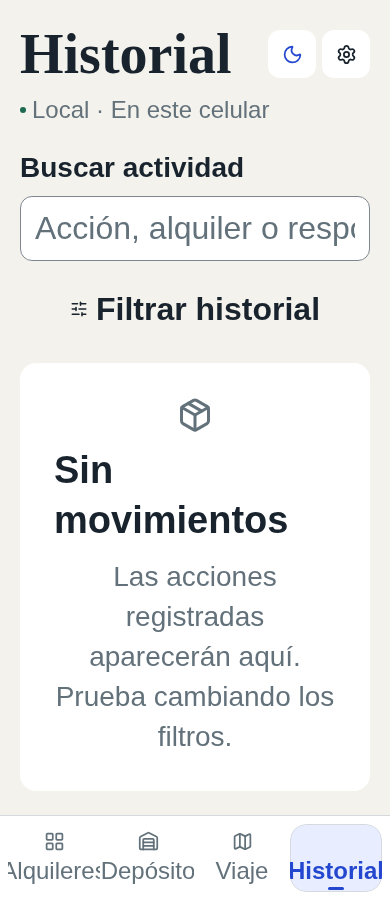 Historial
Local · En este celular
Buscar actividad
Acción, alquiler o respo
Filtrar historial
Sin
movimientos
Las acciones
registradas
aparecerán aquí.
Prueba cambiando los
filtros.
Alquileres Depósito Viaje Historial